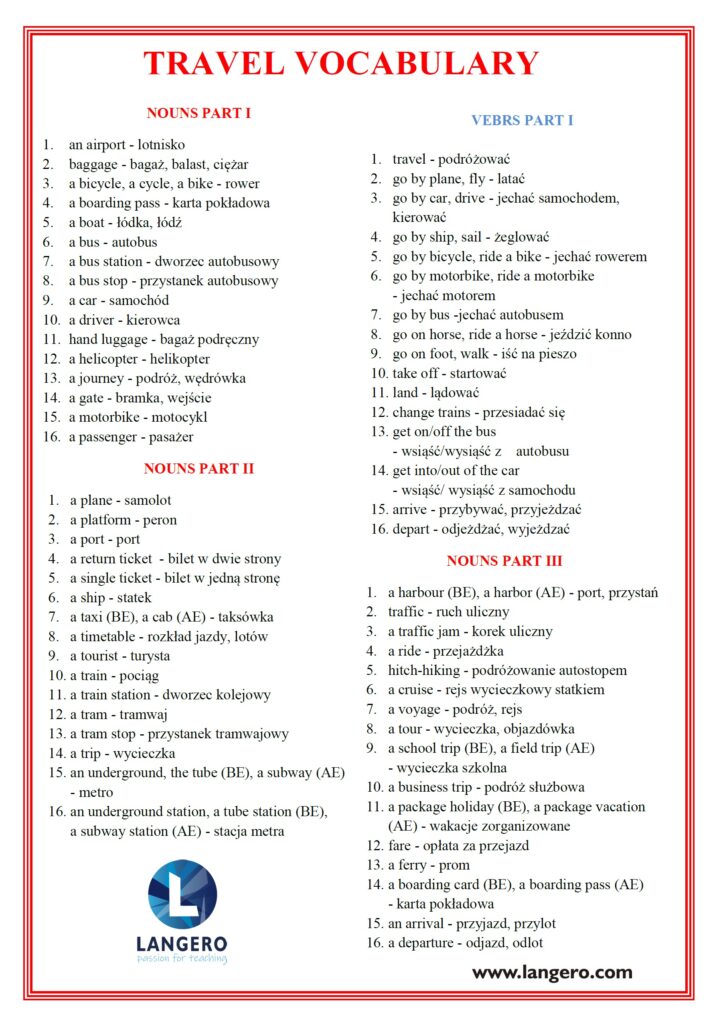 TRAVEL VOCABULARY
NOUNS PART I
1. an airport - lotnisko
2. baggage - bagaż, balast, ciężar
3. a bicycle, a cycle, a bike - rower
4. a boarding pass - karta pokładowa
5. a boat - łódka, łódź
6. a bus - autobus
7. a bus station - dworzec autobusowy
8. a bus stop - przystanek autobusowy
9. a car - samochód
10. a driver - kierowca
11. hand luggage - bagaż podręczny
12. a helicopter - helikopter
13. a journey - podróż, wędrówka
14. a gate - bramka, wejście
15. a motorbike - motocykl
16. a passenger - pasażer
NOUNS PART II
1. a plane - samolot
2. a platform - peron
3. a port - port
4. a return ticket - bilet w dwie strony
5. a single ticket - bilet w jedną stronę
6. a ship - statek
7. a taxi (BE), a cab (AE) - taksówka
8. a timetable - rozkład jazdy, lotów
9. a tourist - turysta
10. a train - pociąg
11. a train station - dworzec kolejowy
12. a tram - tramwaj
13. a tram stop - przystanek tramwajowy
14. a trip - wycieczka
15. an underground, the tube (BE), a subway (AE)
- metro
16. an underground station, a tube station (BE),
a subway station (AE) - stacja metra
L
LANGERO
passion for teaching
VEBRS PART I
1. travel - podróżować
2. go by plane, fly - latać
3. go by car, drive - jechać samochodem,
kierować
4. go by ship, sail - żeglować
5. go by bicycle, ride a bike - jechać rowerem
6. go by motorbike, ride a motorbike
- jechać motorem
7. go by bus -jechać autobusem
8. go on horse, ride a horse - jeździć konno
9. go on foot, walk - iść na pieszo
10. take off - startować
11. land - lądować
12. change trains - przesiadać się
13. get on/off the bus
- wsiąść/wysiąść z autobusu
14. get into/out of the car
- wsiąść/ wysiąść z samochodu
15. arrive - przybywać, przyjeżdzać
16. depart - odjeżdżać, wyjeżdzać
NOUNS PART III
1. a harbour (BE), a harbor (AE) - port, przystań
2. traffic - ruch uliczny
3. a traffic jam - korek uliczny
4. a ride - przejażdżka
5. hitch-hiking - podróżowanie autostopem
6. a cruise - rejs wycieczkowy statkiem
7. a voyage - podróż, rejs
8. a tour - wycieczka, objazdówka
9. a school trip (BE), a field trip (AE)
- wycieczka szkolna
10. a business trip - podróż służbowa
11. a package holiday (BE), a package vacation
(AE) - wakacje zorganizowane
12. fare - opłata za przejazd
13. a ferry - prom
14. a boarding card (BE), a boarding pass (AE)
- karta pokładowa
15. an arrival - przyjazd, przylot
16. a departure - odjazd, odlot
www.langero.com